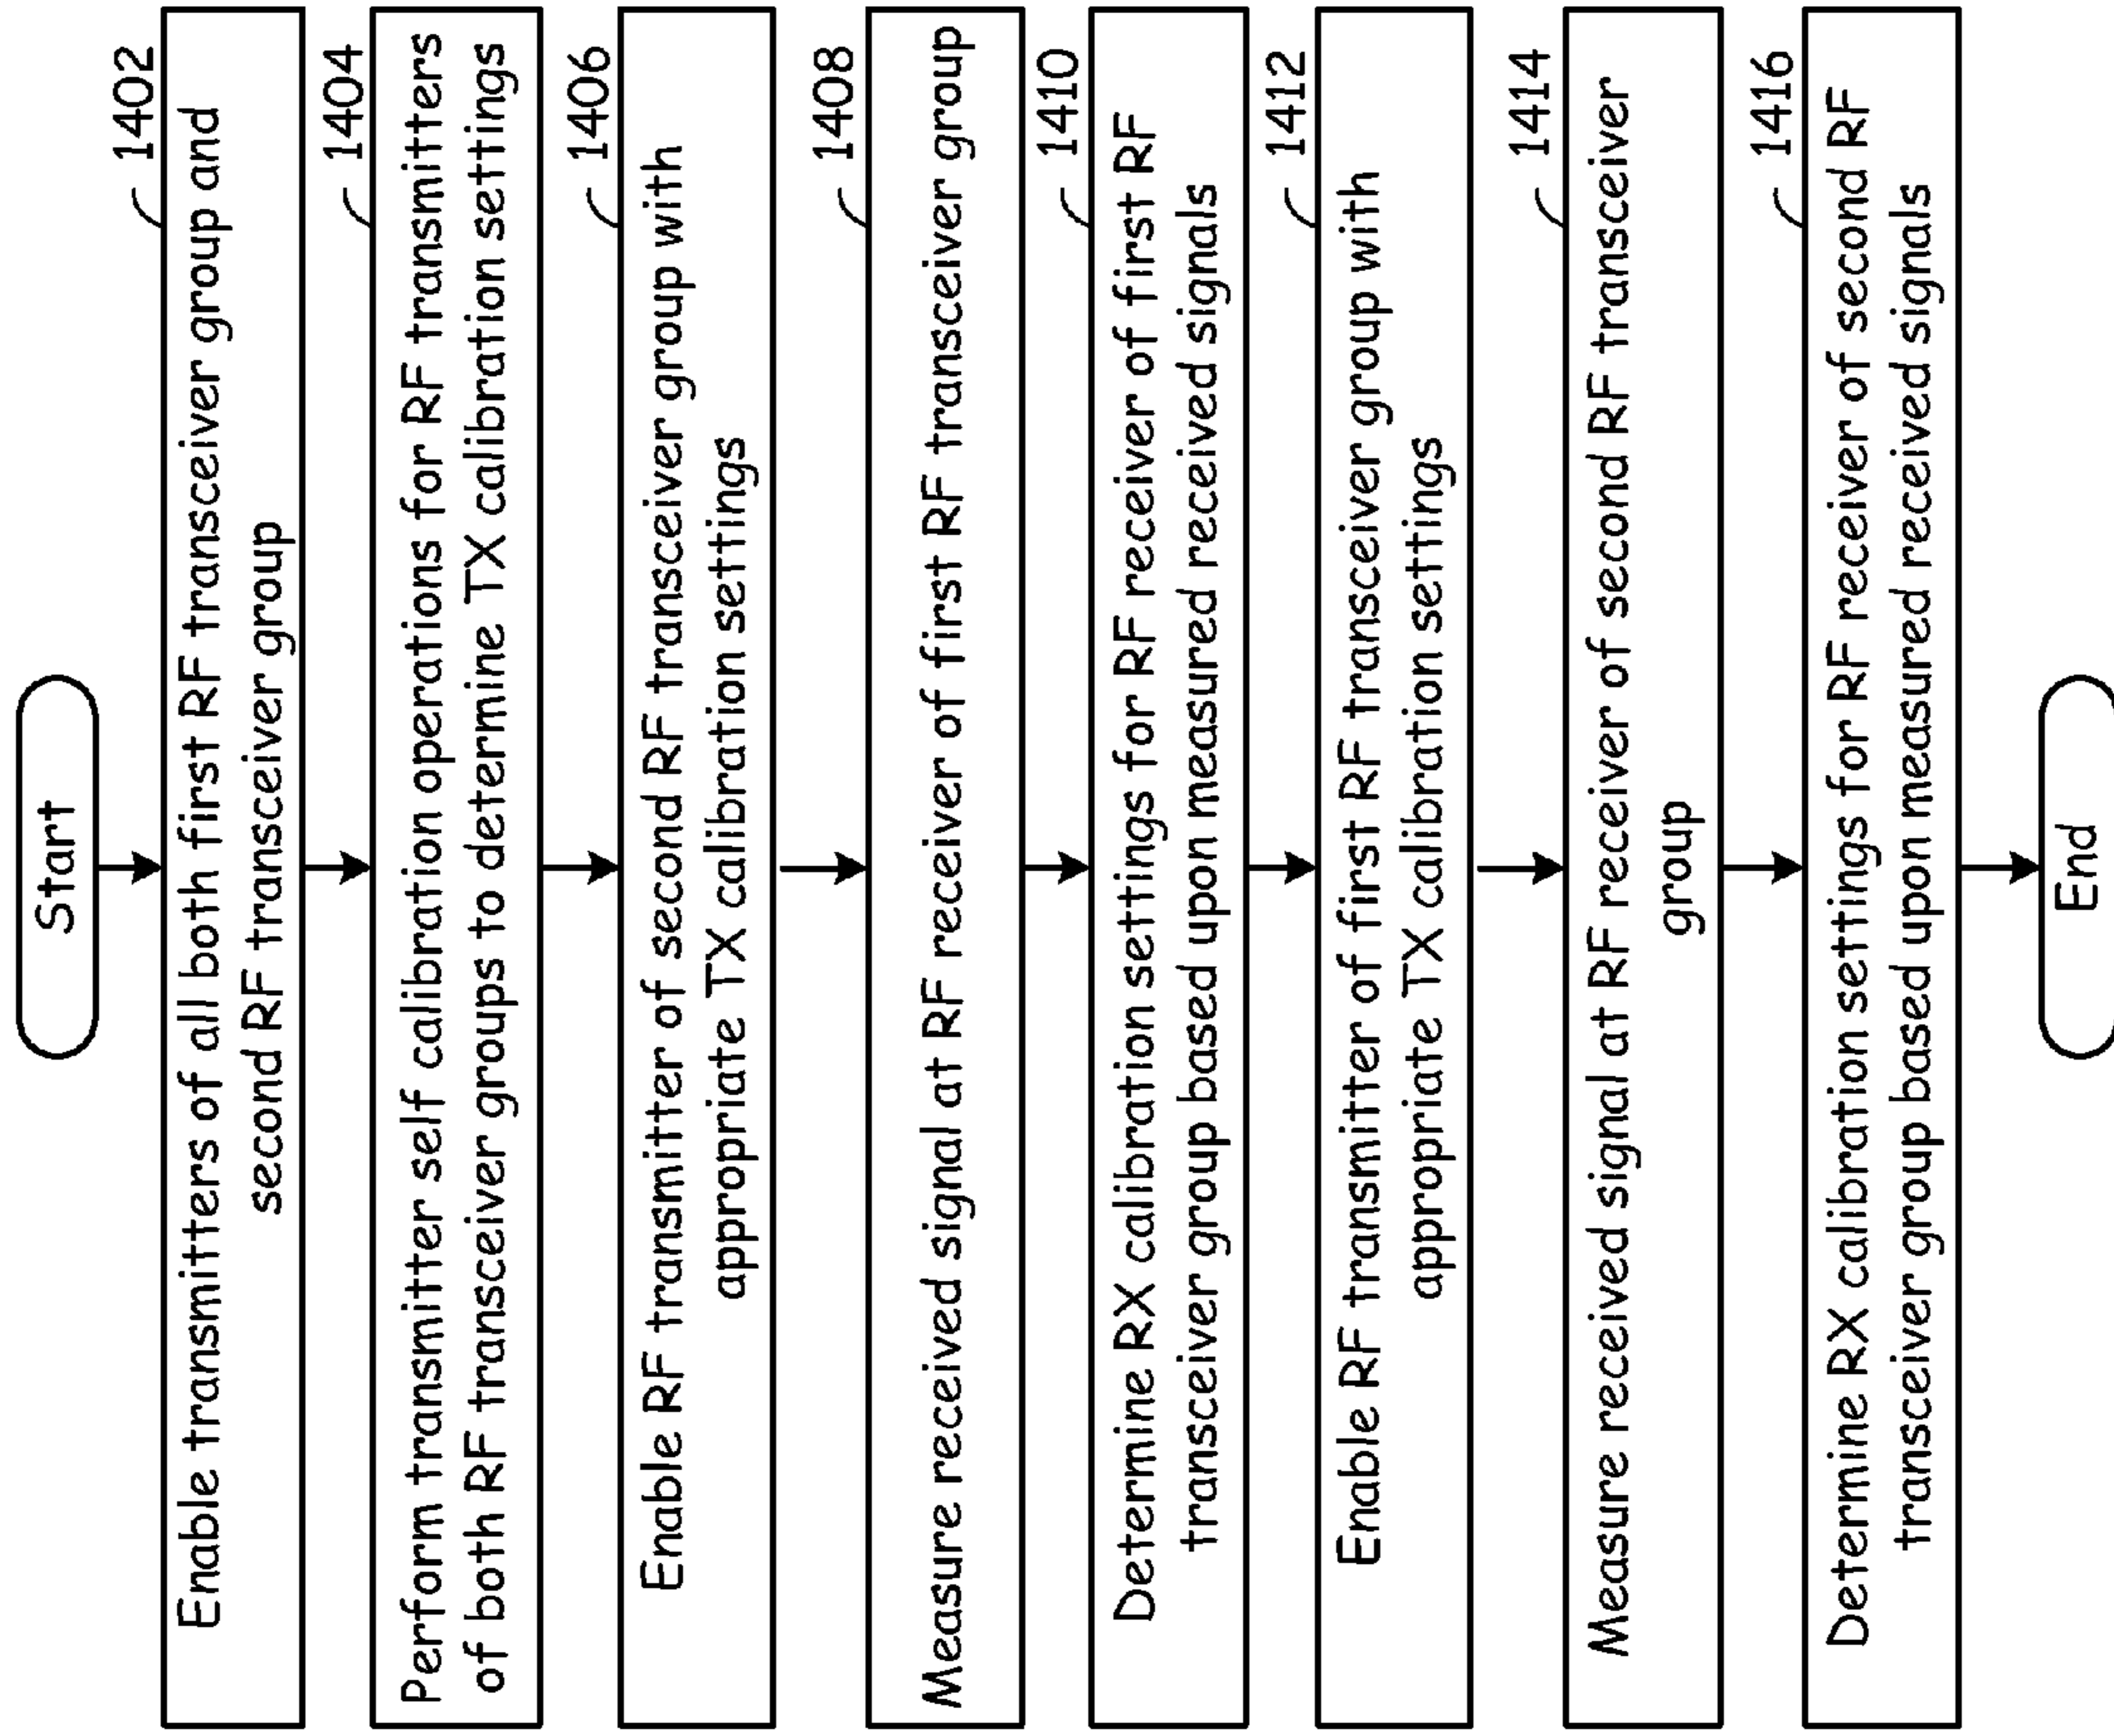 Start
1402
Enable transmitters of all both first RF transceiver group and
second RF transceiver group
1404
Perform transmitter self calibration operations for RF transmitters
of both RF transceiver groups to determine TX calibration settings
1406
Enable RF transmitter of second RF transceiver group with
appropriate TX calibration settings
1408
Measure received signal at RF receiver of first RF transceiver group
1410
Determine RX calibration settings for RF receiver of first RF
transceiver group based upon measured received signals
1412
Enable RF transmitter of first RF transceiver group with
appropriate TX calibration settings
1414
Measure received signal at RF receiver of second RF transceiver
group
1416
Determine RX calibration settings for RF receiver of second RF
transceiver group based upon measured received signals
End